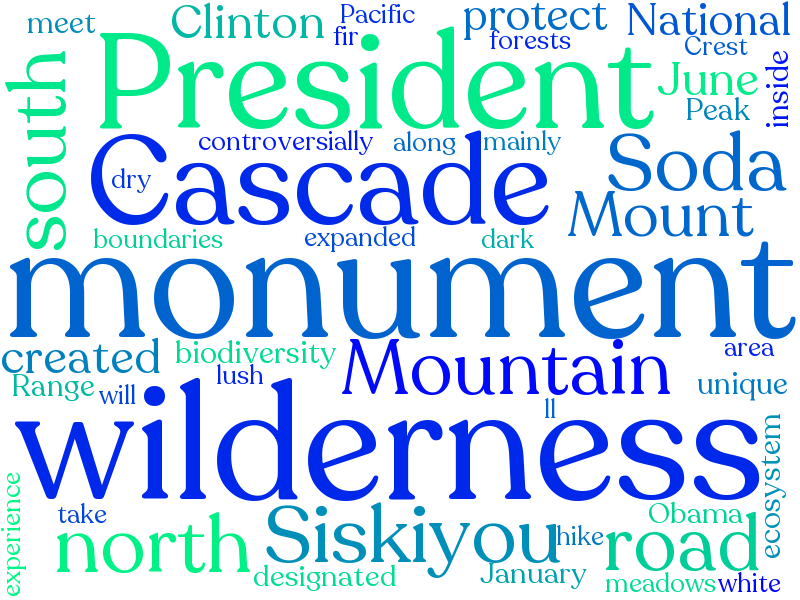 meet Clinton Pacific protect National
fir forests Crest
President June inside
south Peak
controversially along mainly
Cascade Soda
dry Mount
boundaries expanded dark
monument
created biodiversity Mountain area
Range will lush unique
ll
wilderness
experience take ecosystem
north Siskiyou hike Obama road
designated January meadows white